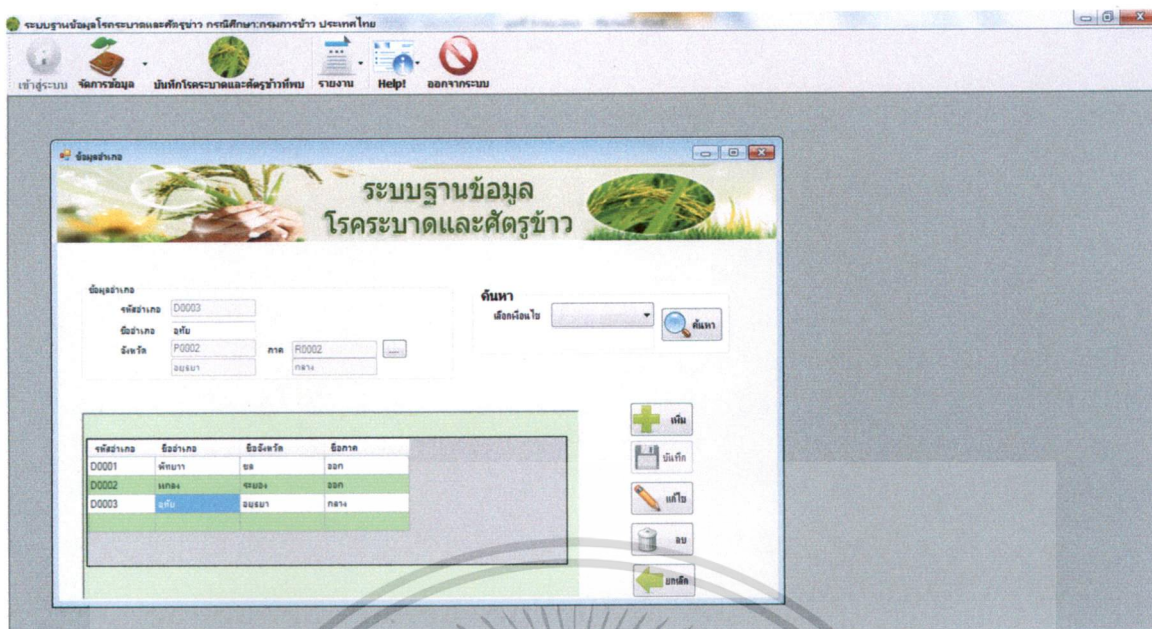 ระบบฐานข้อมูลโรคระบาดและศัตรูข่าว กรณีศึกษา:กรมการข้าว ประเทศไทย
เข้าสู่ระบบ จัดการข้อมูล บันทึกโรคระบาดและศัตรูข้าวที่พบ รายงาน Help! ออกจากระบบ
ข้อมูลอำเภอ
ระบบฐานข้อมูล
โรคระบาดและศัตรูข้าว
ข้อมูลอำเภอ
รหัสอำเภอ D0003
ชื่ออำเภอ อุทัย
จังหวัด P0002 ภาค R0002 ...
อยุธยา กลาง
ค้นหา
เลือกเงื่อนไข ค้นหา
รหัสอำเภอ ชื่ออำเภอ ชื่อจังหวัด ชื่อภาค
D0001 พัทยาา ชล ออก
D0002 แกลง ระยอง ออก
D0003 อุทัย อยุธยา กลาง
เพิ่ม
บันทึก
แก้ไข
ลบ
ยกเลิก